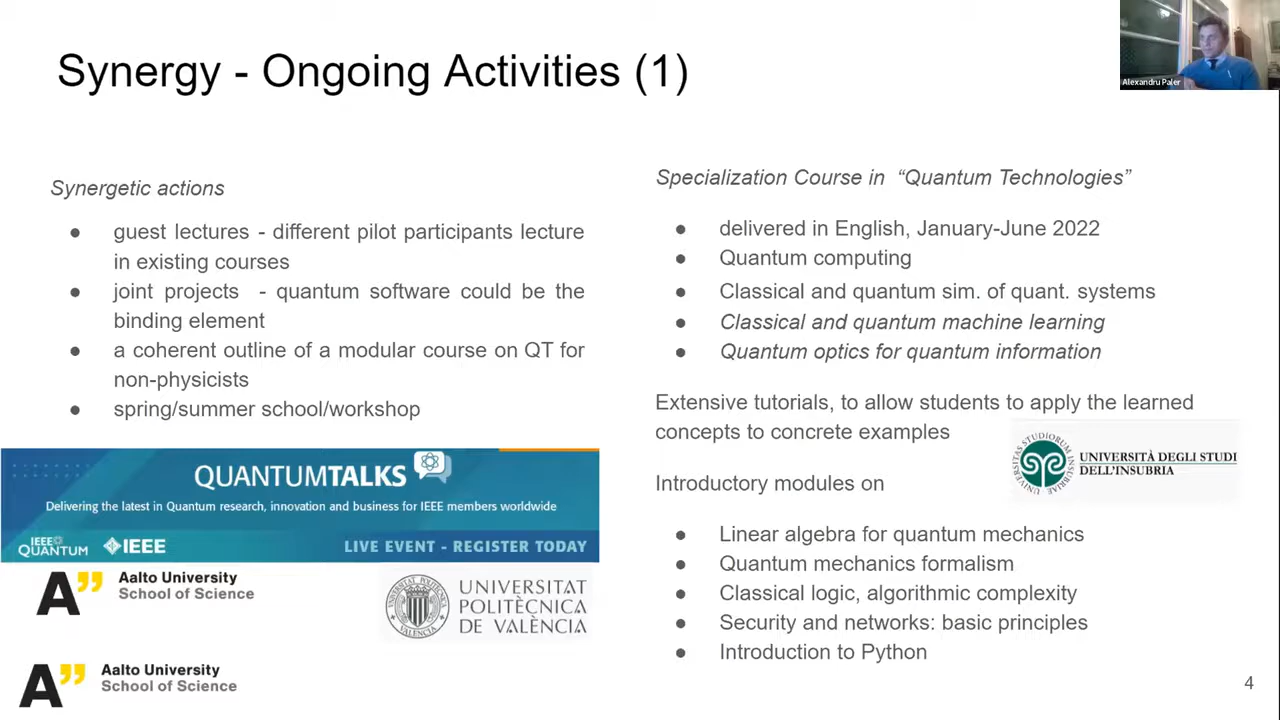 Synergy - Ongoing Activities (1)
Alexandru Paler
Synergetic actions
● guest lectures - different pilot participants lecture
in existing courses
● joint projects - quantum software could be the
binding element
● a coherent outline of a modular course on QT for
non-physicists
● spring/summer school/workshop
QUANTUMTALKS
Delivering the latest in Quantum research, innovation and business for IEEE members worldwide
IEEE
QUANTUM
IEEE
LIVE EVENT - REGISTER TODAY
A”
Aalto University
School of Science
UNIVERSITAT
POLITÈCNICA
DE VALÈNCIA
A”
Aalto University
School of Science
Specialization Course in “Quantum Technologies”
● delivered in English, January-June 2022
● Quantum computing
● Classical and quantum sim. of quant. systems
● Classical and quantum machine learning
● Quantum optics for quantum information
Extensive tutorials, to allow students to apply the learned
concepts to concrete examples
UNIVERSITÀ DEGLI STUDI
DELL'INSUBRIA
Introductory modules on
● Linear algebra for quantum mechanics
● Quantum mechanics formalism
● Classical logic, algorithmic complexity
● Security and networks: basic principles
● Introduction to Python
4